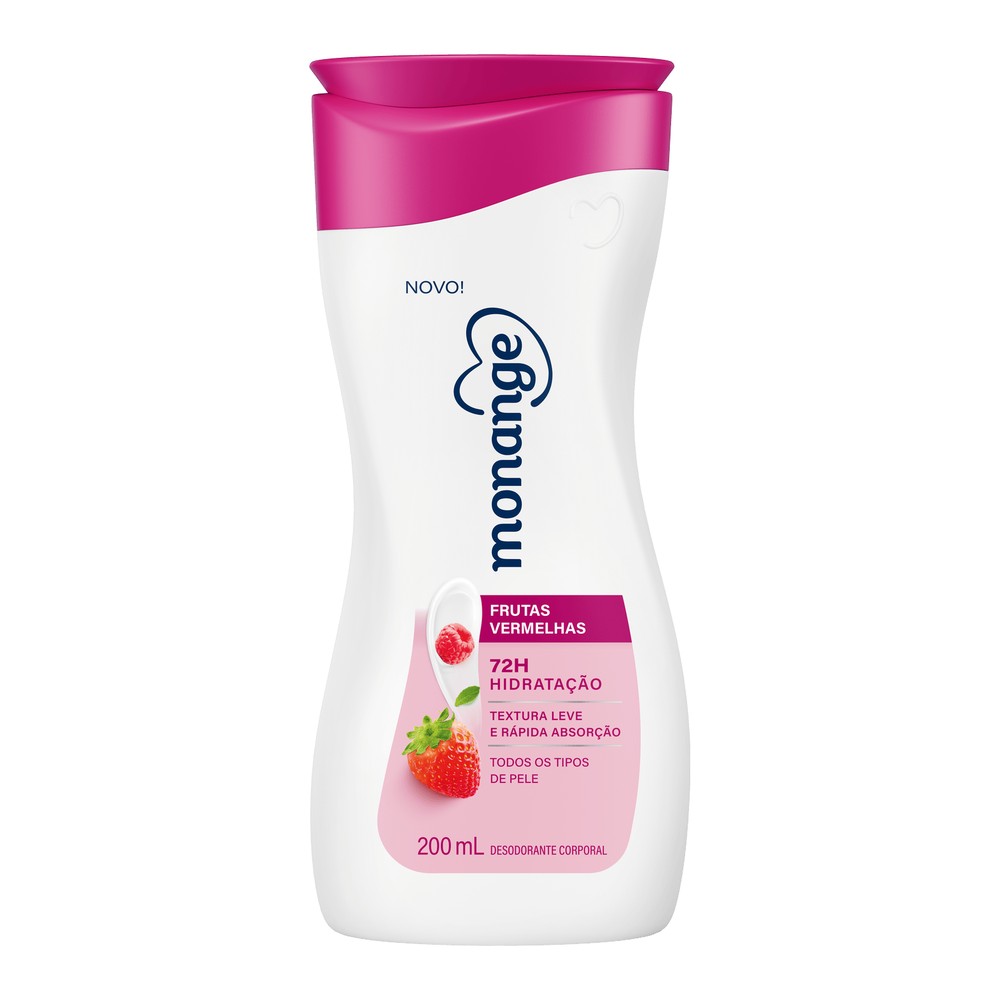 NOVO!
monange
FRUTAS
VERMELHAS
72H
HIDRATAÇÃO
TEXTURA LEVE
E RÁPIDA ABSORÇÃO
TODOS OS TIPOS
DE PELE
200 mL DESODORANTE CORPORAL